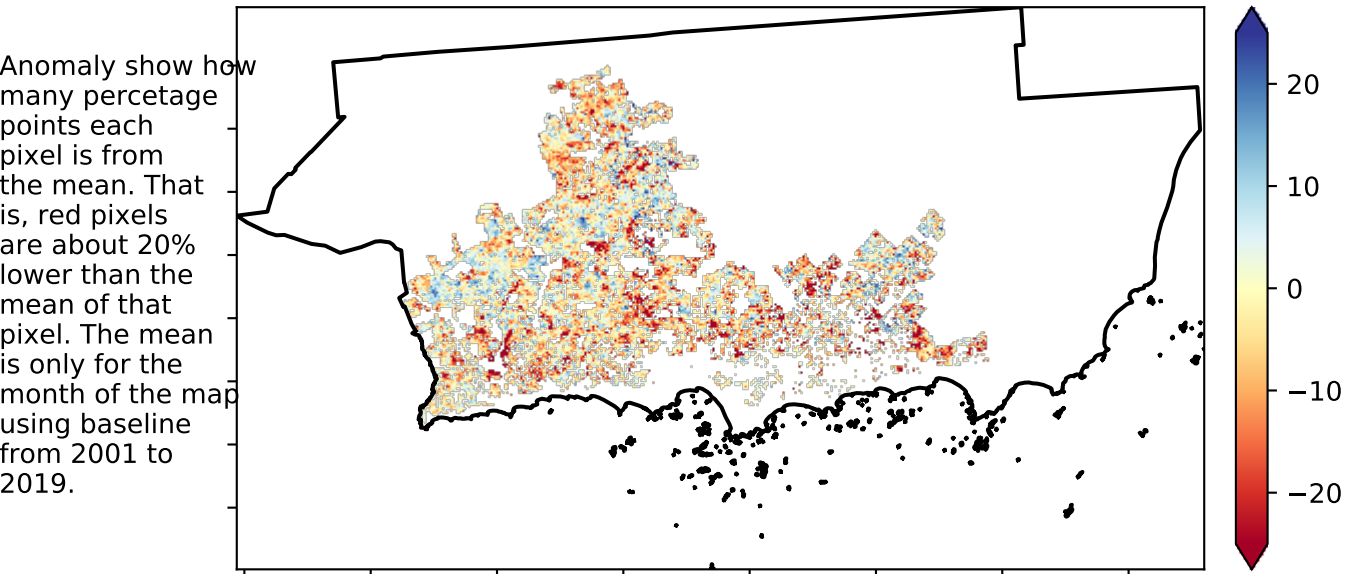 Anomaly show how
many percetage
points each
pixel is from
the mean. That
is, red pixels
are about 20%
lower than the
mean of that
pixel. The mean
is only for the
month of the map
using baseline
from 2001 to
2019.
20
10
0
−10
−20